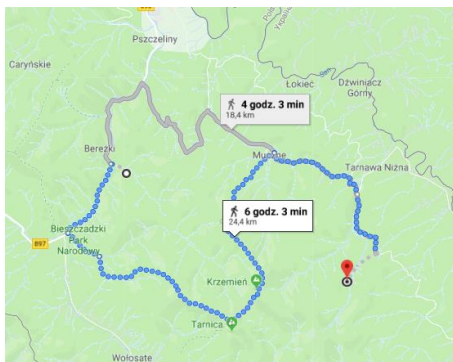 Pszczeliny
Caryńskie
Łokieć
Dźwiniacz
Górny
4 godz. 3 min
18,4 km
Bereżki
Muczne
Tarnawa Niżna
6 godz. 3 min
24,4 km
Bieszczadzki
Park
Narodowy
897
Krzemień
Tarnica
Wołosate